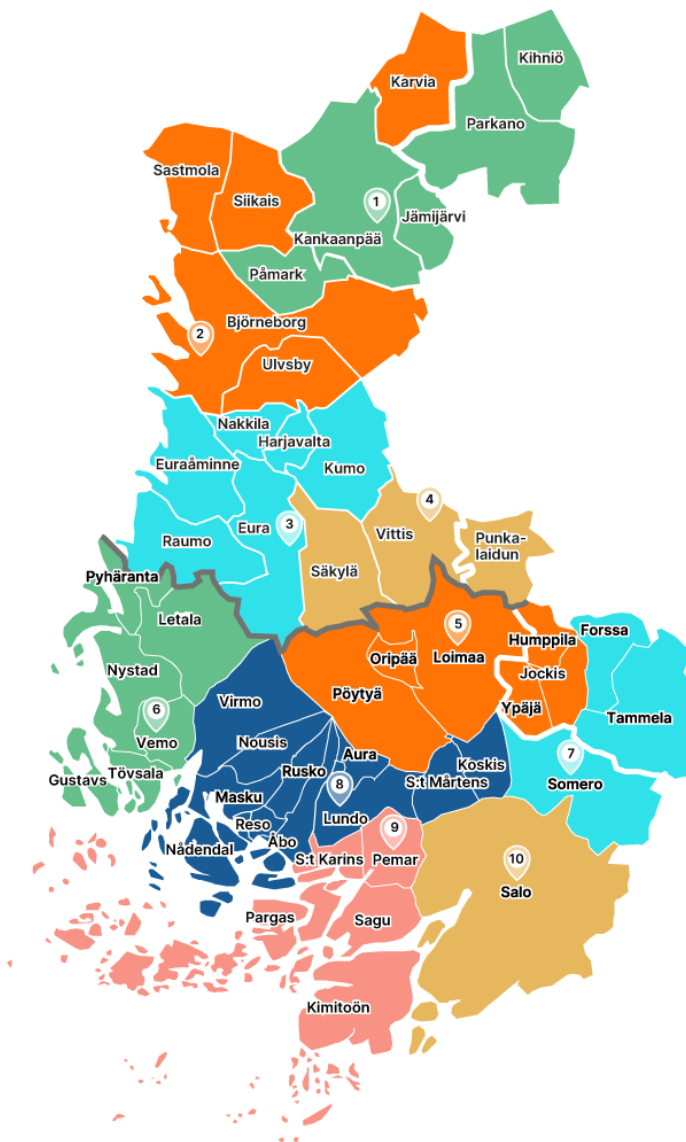 Kihniö
Karvia
Parkano
Sastmola
Siikais
1
Jämijärvi
Kankaanpää
Påmark
Björneborg
2
Ulvsby
Nakkila
Harjavalta
Euraåminne
Kumo
4
Eura
3
Vittis
Punka-
laidun
Raumo
Säkylä
Pyhäranta
Letala
5
Humppila
Forssa
Oripää
Loimaa
Nystad
Jockis
Pöytyä
Virmo
Ypäjä
6
Tammela
Vemo
Nousis
Aura
7
Koskis
Gustavs
Tövsala
Rusko
8
S:t Mårtens
Somero
Masku
Lundo
Reso
9
Åbo
Nådendal
S:t Karins
Pemar
10
Salo
Pargas
Sagu
Kimitoön